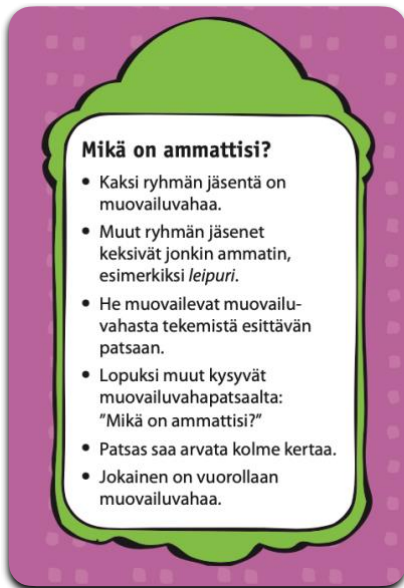 Mikä on ammattisi?
• Kaksi ryhmän jäsentä on
muovailuvahaa.
• Muut ryhmän jäsenet
keksivät jonkin ammatin,
esimerkiksi leipuri.
• He muovailevat muovailu-
vahasta tekemistä esittävän
patsaan.
• Lopuksi muut kysyvät
muovailuvahapatsaalta:
”Mikä on ammattisi?”
• Patsas saa arvata kolme kertaa.
• Jokainen on vuorollaan
muovailuvahaa.